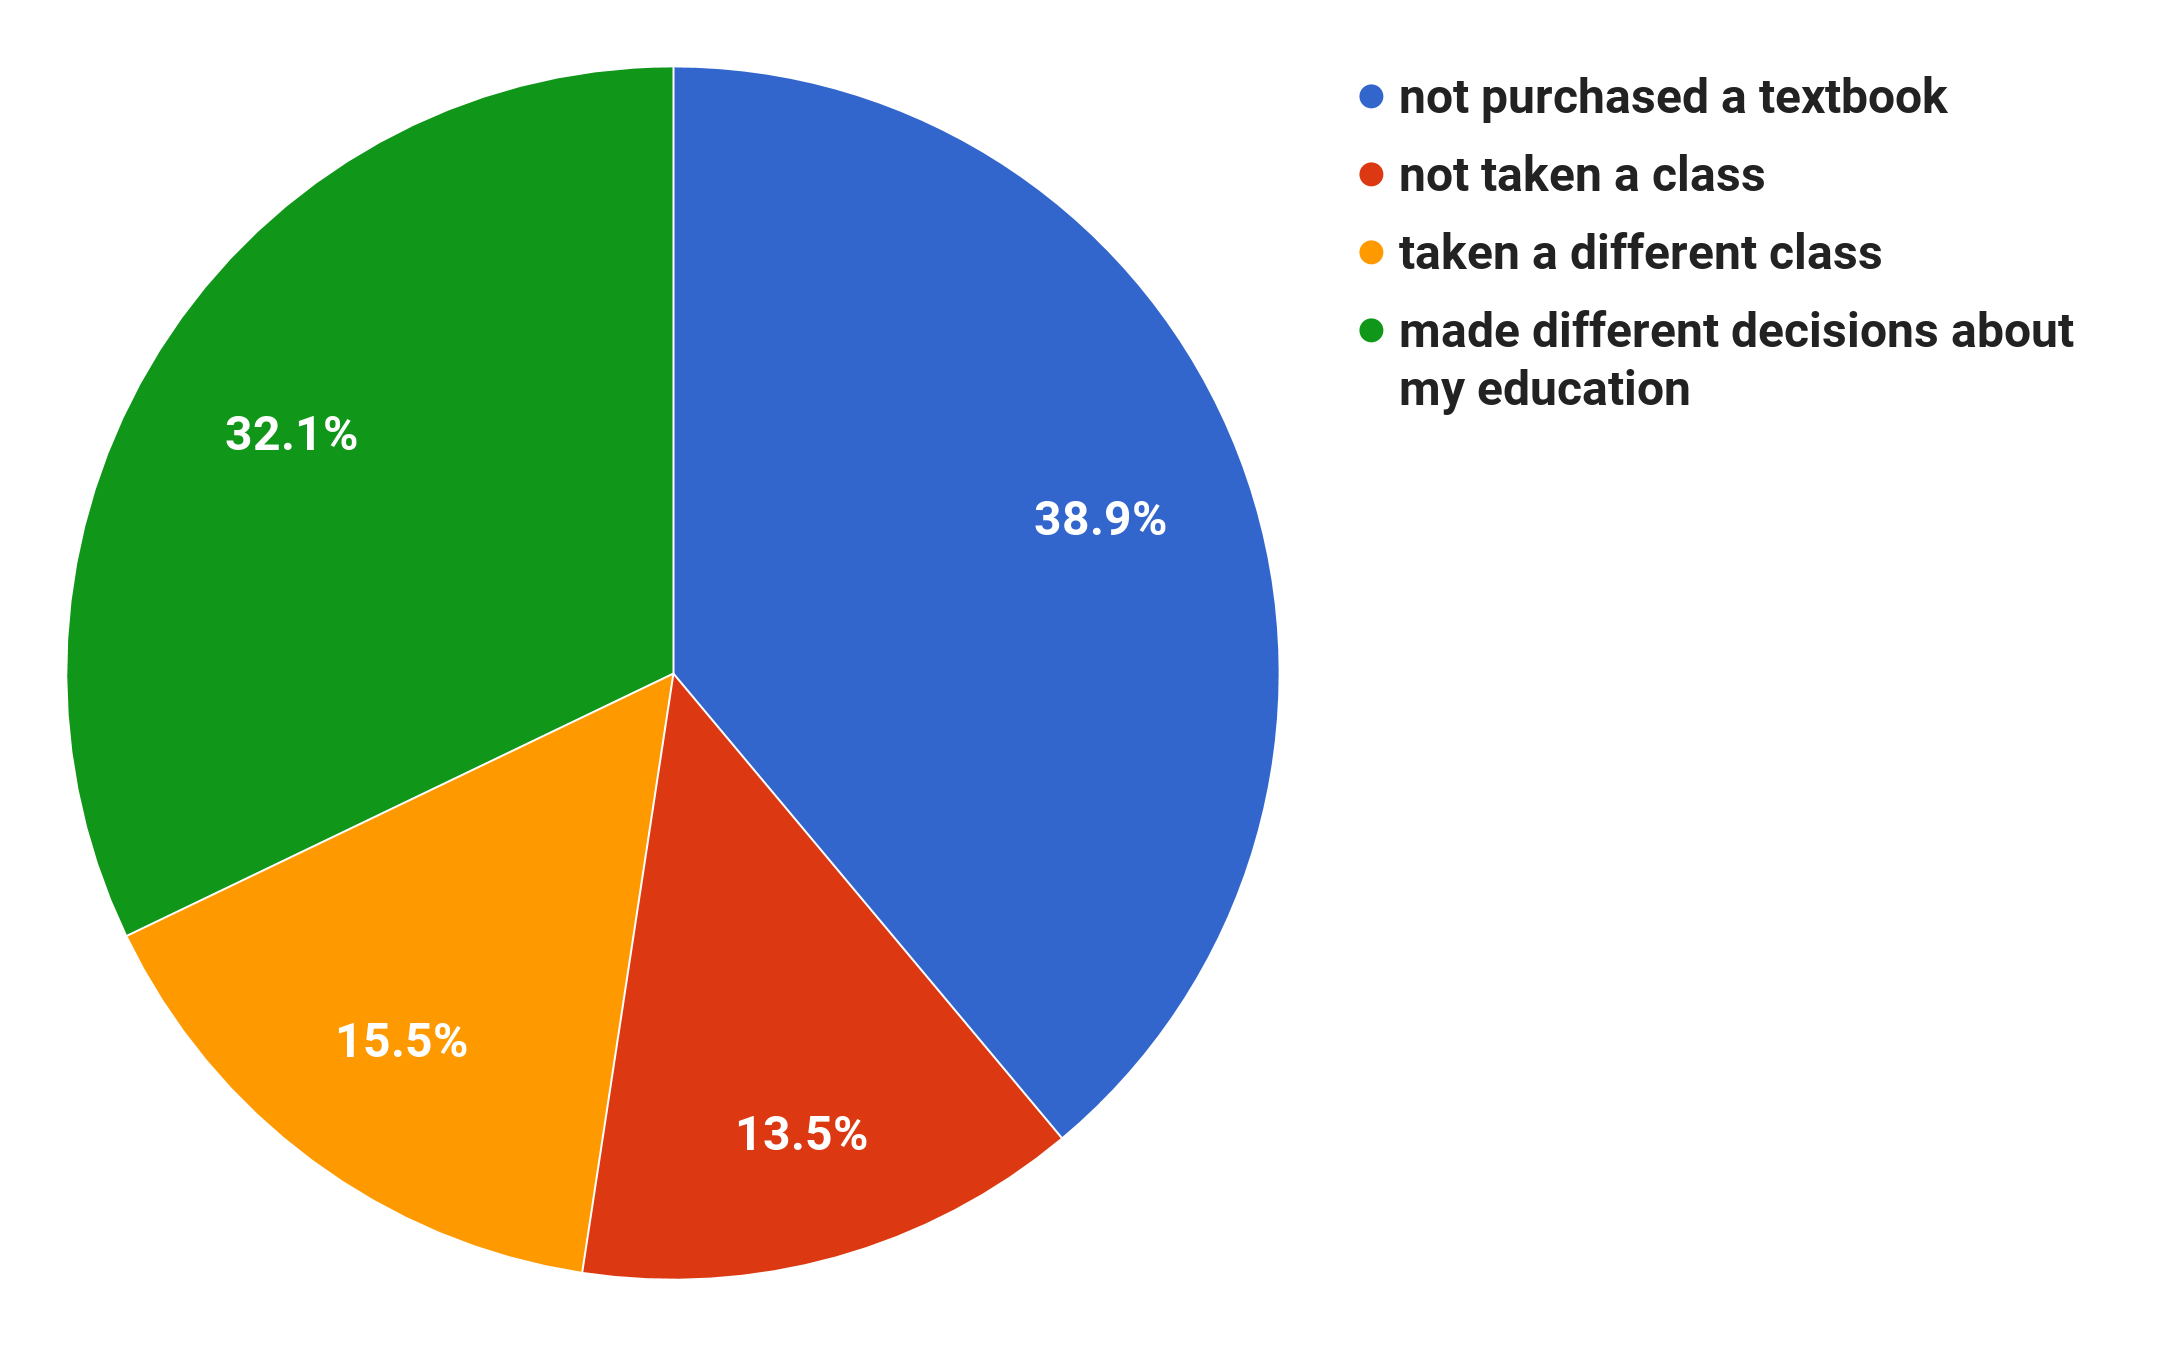 not purchased a textbook
not taken a class
taken a different class
made different decisions about
my education
32.1%
38.9%
15.5%
13.5%